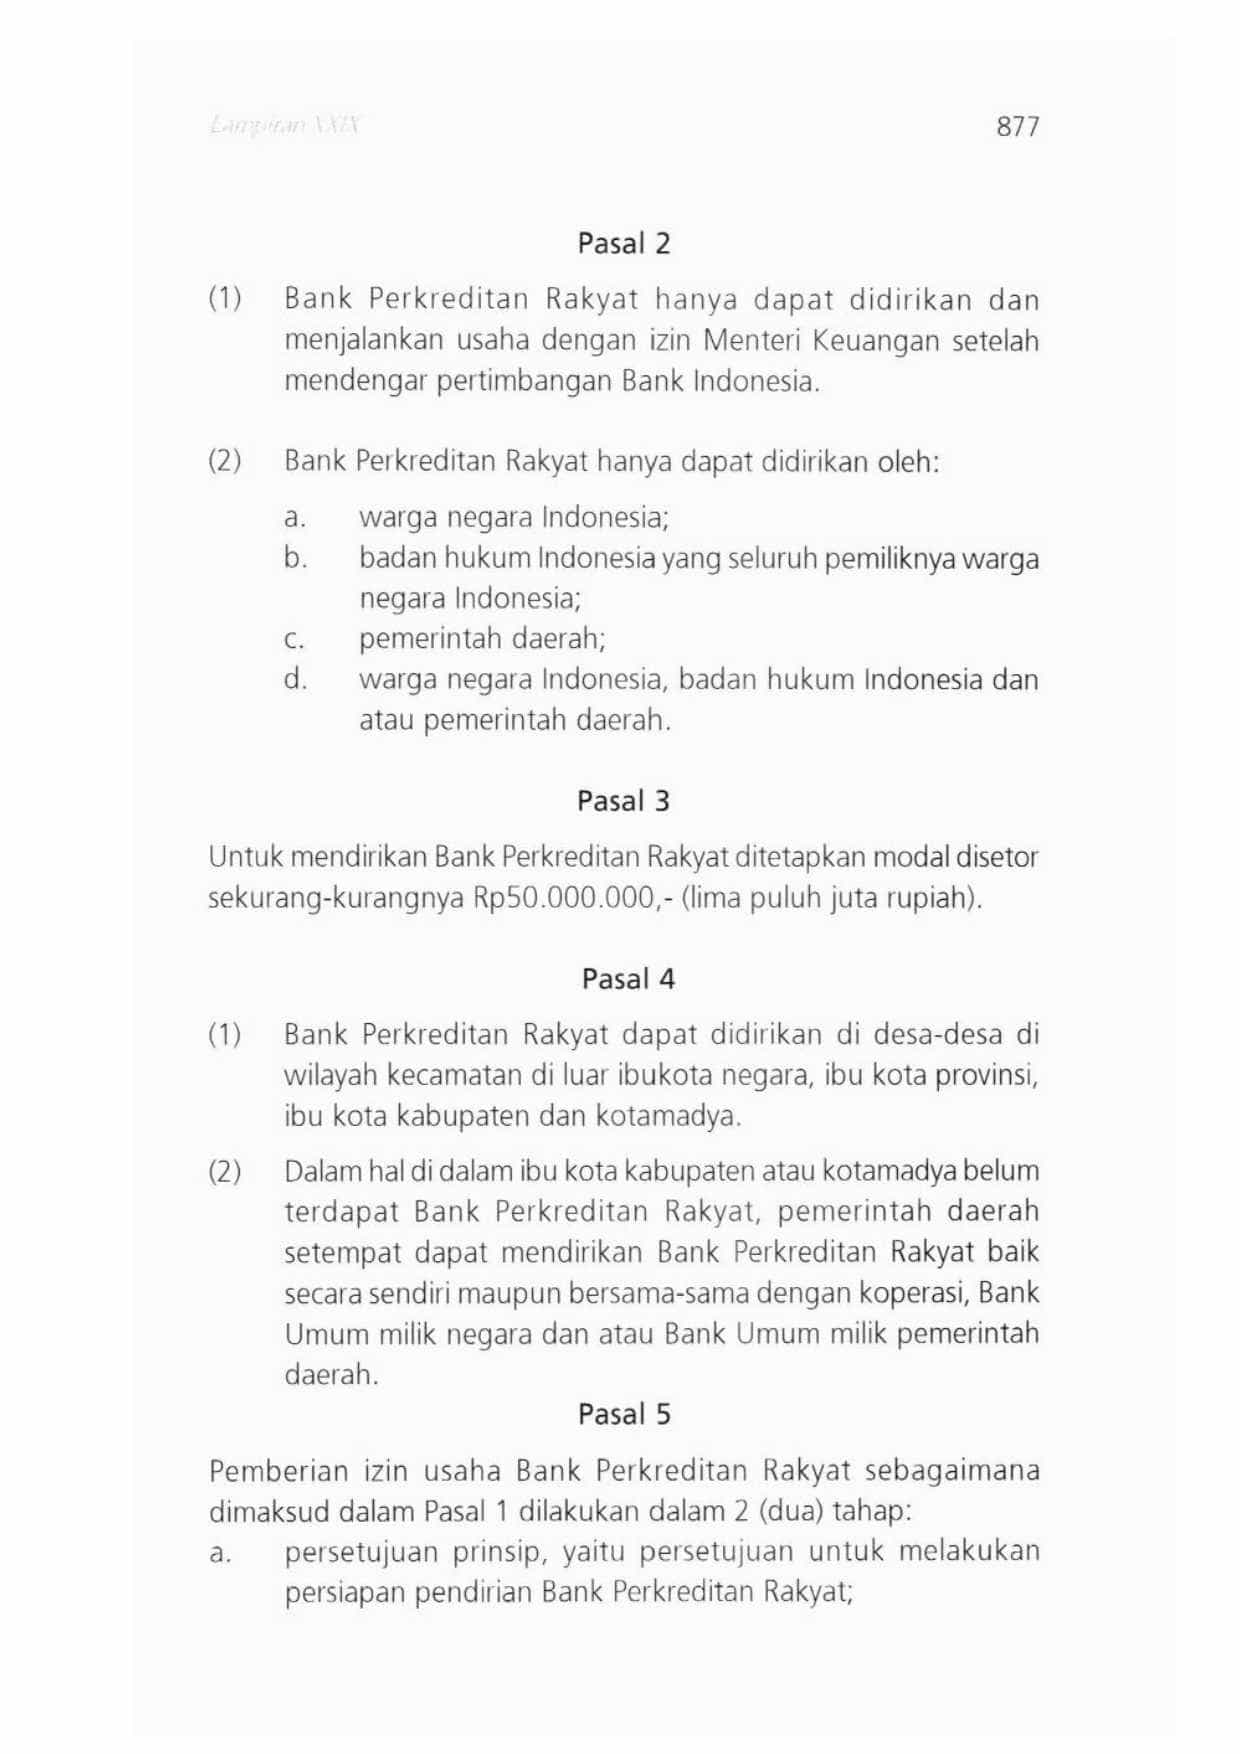 Lampiran XXIX
877
Pasal 2
(1) Bank Perkreditan Rakyat hanya dapat didirikan dan
menjalankan usaha dengan izin Menteri Keuangan setelah
mendengar pertimbangan Bank Indonesia.
(2) Bank Perkreditan Rakyat hanya dapat didirikan oleh:
a. warga negara Indonesia;
b. badan hukum Indonesia yang seluruh pemiliknya warga
negara Indonesia;
c. pemerintah daerah;
d. warga negara Indonesia, badan hukum Indonesia dan
atau pemerintah daerah.
Pasal 3
Untuk mendirikan Bank Perkreditan Rakyat ditetapkan modal disetor
sekurang-kurangnya Rp50.000.000,- (lima puluh juta rupiah).
Pasal 4
(1) Bank Perkreditan Rakyat dapat didirikan di desa-desa di
wilayah kecamatan di luar ibukota negara, ibu kota provinsi,
ibu kota kabupaten dan kotamadya.
(2) Dalam hal di dalam ibu kota kabupaten atau kotamadya belum
terdapat Bank Perkreditan Rakyat, pemerintah daerah
setempat dapat mendirikan Bank Perkreditan Rakyat baik
secara sendiri maupun bersama-sama dengan koperasi, Bank
Umum milik negara dan atau Bank Umum milik pemerintah
daerah.
Pasal 5
Pemberian izin usaha Bank Perkreditan Rakyat sebagaimana
dimaksud dalam Pasal 1 dilakukan dalam 2 (dua) tahap:
a. persetujuan prinsip, yaitu persetujuan untuk melakukan
persiapan pendirian Bank Perkreditan Rakyat;